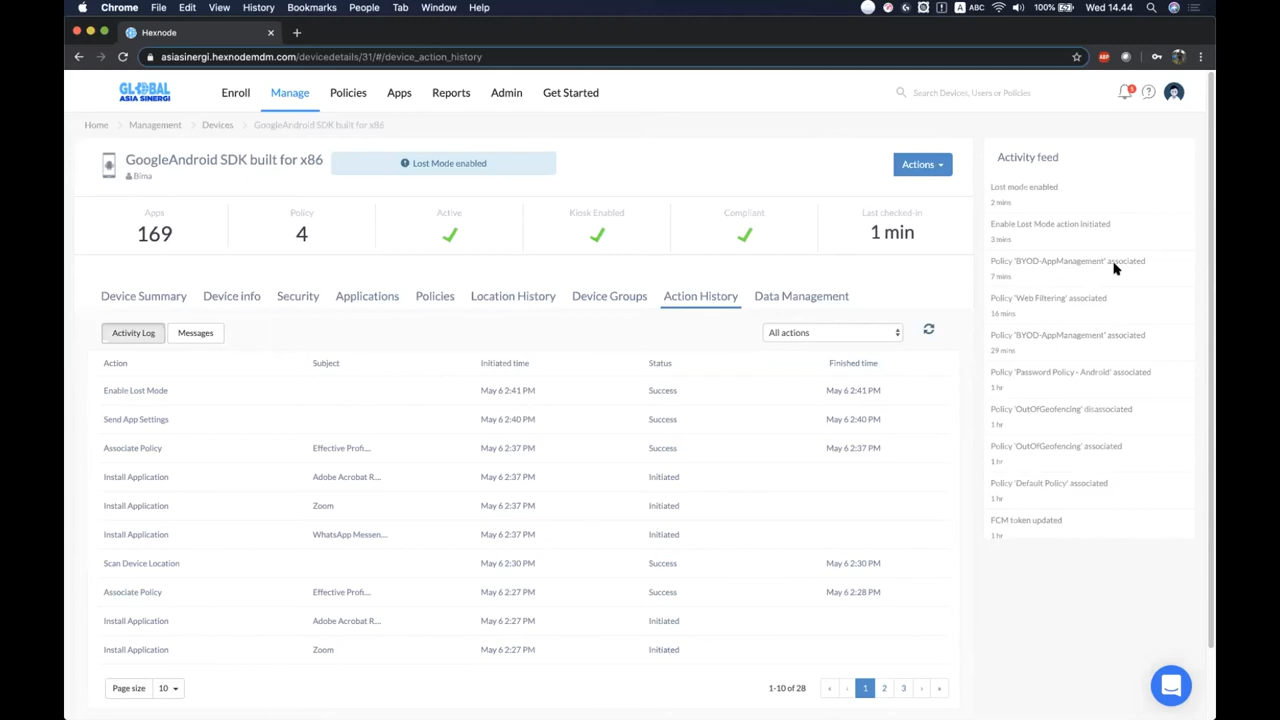 Chrome File Edit View History Bookmarks People Tab Window Help A ABC 100% Wed 14.44
Hexnode
asiasinergi.hexnodemdm.com/devicedetails/31/#/device_action_history ABP
GLOBAL
ASIA SINERGI
Enroll Manage Policies Apps Reports Admin Get Started Search Devices, Users or Policies 5
Home Management Devices GoogleAndroid SDK built for x86
GoogleAndroid SDK built for x86
Bima
Lost Mode enabled
Actions
Apps Policy Active Kiosk Enabled Compliant Last checked-in
169 4 1 min
Device Summary Device info Security Applications Policies Location History Device Groups Action History Data Management
Activity Log Messages All actions
Action Subject Initiated time Status Finished time
Enable Lost Mode May 6 2:41 PM Success May 6 2:41 PM
Send App Settings May 6 2:40 PM Success May 6 2:40 PM
Associate Policy Effective Profi.... May 6 2:37 PM Success May 6 2:37 PM
Install Application Adobe Acrobat R.... May 6 2:37 PM Initiated
Install Application Zoom May 6 2:37 PM Initiated
Install Application WhatsApp Messen... May 6 2:37 PM Initiated
Scan Device Location May 6 2:30 PM Success May 6 2:30 PM
Associate Policy Effective Profi.... May 6 2:27 PM Success May 6 2:28 PM
Install Application Adobe Acrobat R.... May 6 2:27 PM Initiated
Install Application Zoom May 6 2:27 PM Initiated
Page size 10 1-10 of 28 « ‹ 1 2 3 › »
Activity feed
Lost mode enabled
2 mins
Enable Lost Mode action Initiated
3 mins
Policy 'BYOD-AppManagement' associated
7 mins
Policy 'Web Filtering' associated
16 mins
Policy 'BYOD-AppManagement' associated
29 mins
Policy 'Password Policy - Android' associated
1 hr
Policy 'OutOfGeofencing' disassociated
1 hr
Policy 'OutOfGeofencing' associated
1 hr
Policy 'Default Policy' associated
1 hr
FCM token updated
1 hr